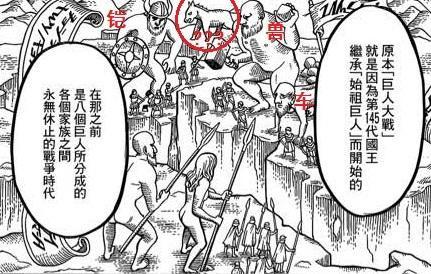 原本「巨人大戰」
就是因為第145代國王
繼承「始祖巨人」而開始的
在那之前
是八個巨人所分成的
各個家族之間
永無休止的戰爭時代
铠
???
兽
车